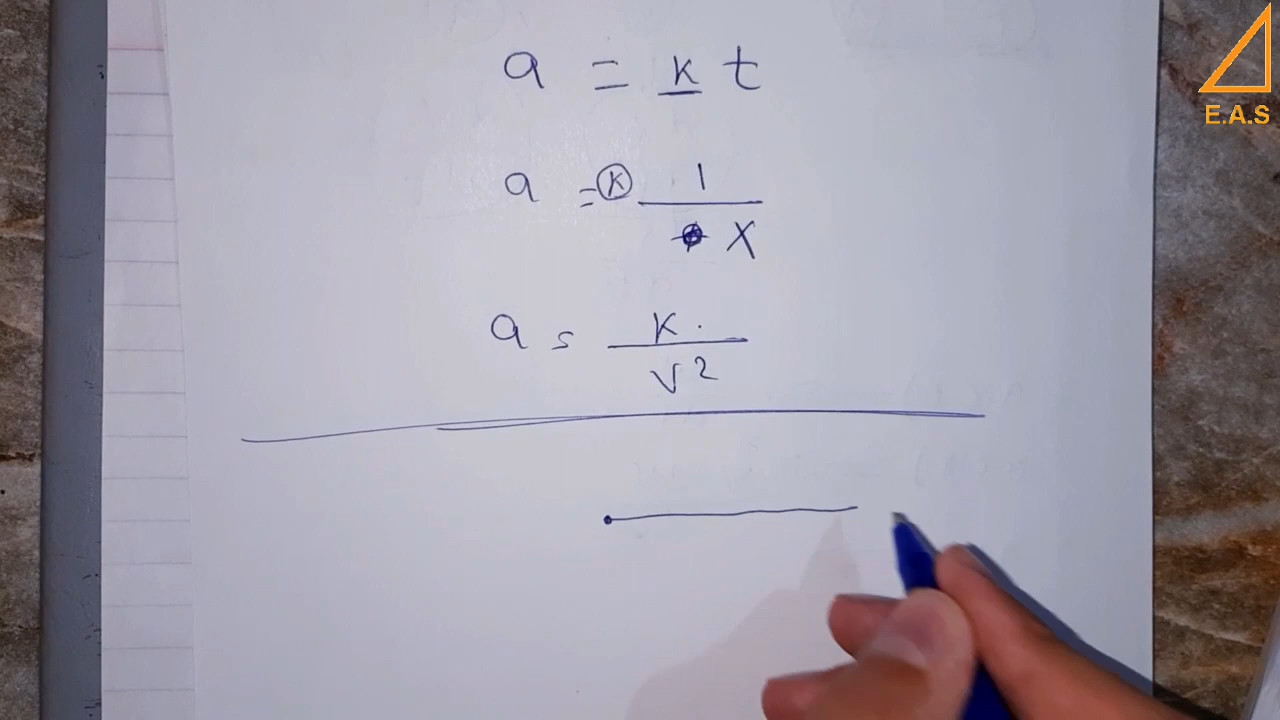 a = k t
a = k 1/X
a = k. / v²
E.A.S